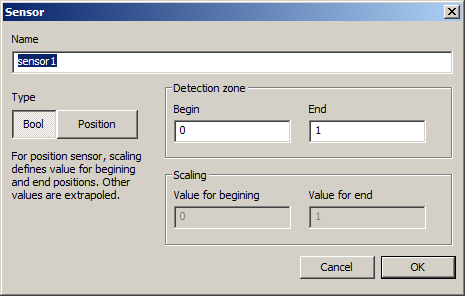 Sensor
Name
sensor1
Type
Bool
Position
For position sensor, scaling
defines value for begining
and end positions. Other
values are extrapoled.
Detection zone
Begin
End
0
1
Scaling
Value for begining
Value for end
0
1
Cancel
OK